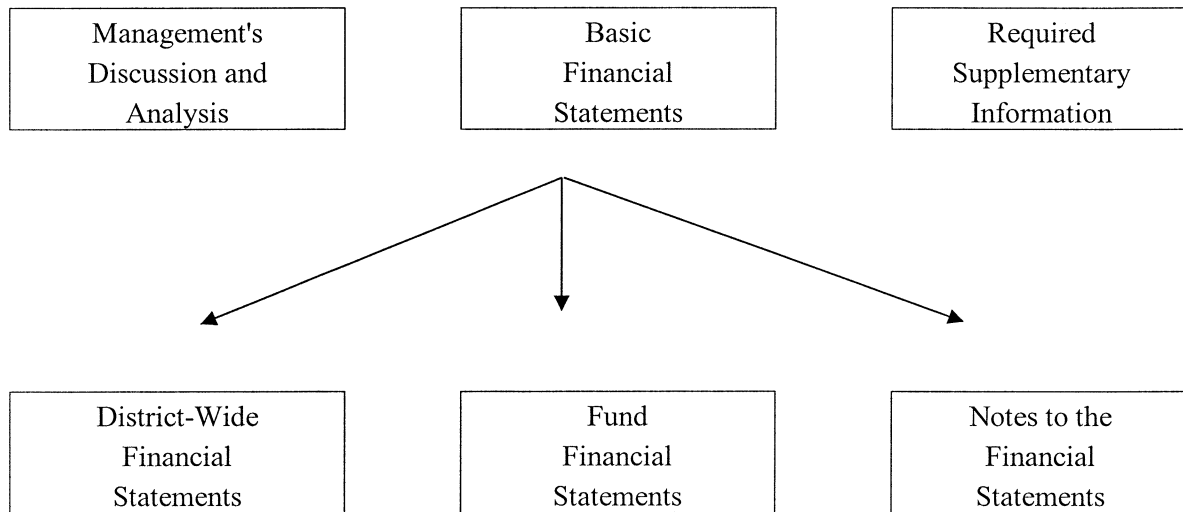 Management's
Discussion and
Analysis
Basic
Financial
Statements
Required
Supplementary
Information
District-Wide
Financial
Statements
Fund
Financial
Statements
Notes to the
Financial
Statements